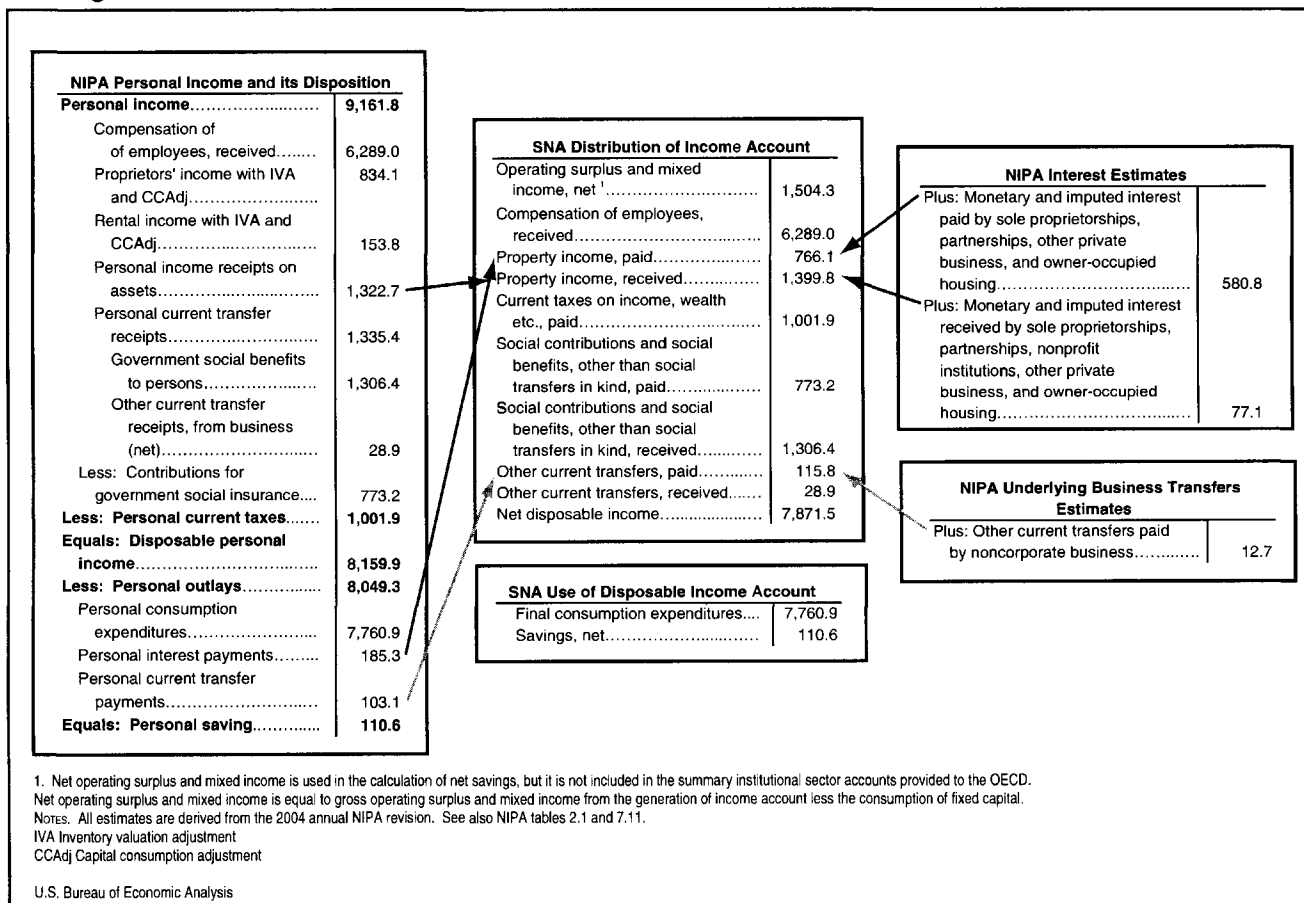 NIPA Personal Income and its Disposition
Personal income........................ 9,161.8
Compensation of
of employees, received........ 6,289.0
Proprietors' income with IVA 834.1
and CCAdj.........................
Rental income with IVA and
CCAdj............................... 153.8
Personal income receipts on
assets............................... 1,322.7
Personal current transfer
receipts............................ 1,335.4
Government social benefits
to persons..................... 1,306.4
Other current transfer
receipts, from business
(net)............................. 28.9
Less: Contributions for
government social insurance.... 773.2
Less: Personal current taxes....... 1,001.9
Equals: Disposable personal
income............................... 8,159.9
Less: Personal outlays............... 8,049.3
Personal consumption
expenditures........................ 7,760.9
Personal interest payments......... 185.3
Personal current transfer
payments........................... 103.1
Equals: Personal saving............. 110.6
SNA Distribution of Income Account
Operating surplus and mixed
income, net 1........................... 1,504.3
Compensation of employees,
received.................................. 6,289.0
Property income, paid..................... 766.1
Property income, received............... 1,399.8
Current taxes on income, wealth
etc., paid................................ 1,001.9
Social contributions and social
benefits, other than social
transfers in kind, paid................ 773.2
Social contributions and social
benefits, other than social
transfers in kind, received.......... 1,306.4
Other current transfers, paid........... 115.8
Other current transfers, received...... 28.9
Net disposable income.................... 7,871.5
SNA Use of Disposable Income Account
Final consumption expenditures.... 7,760.9
Savings, net............................. 110.6
NIPA Interest Estimates
Plus: Monetary and imputed interest
paid by sole proprietorships,
partnerships, other private
business, and owner-occupied
housing.................................. 580.8
Plus: Monetary and imputed interest
received by sole proprietorships,
partnerships, nonprofit
institutions, other private
business, and owner-occupied
housing.................................. 77.1
NIPA Underlying Business Transfers
Estimates
Plus: Other current transfers paid
by noncorporate business............ 12.7
1. Net operating surplus and mixed income is used in the calculation of net savings, but it is not included in the summary institutional sector accounts provided to the OECD.
Net operating surplus and mixed income is equal to gross operating surplus and mixed income from the generation of income account less the consumption of fixed capital.
NOTES. All estimates are derived from the 2004 annual NIPA revision. See also NIPA tables 2.1 and 7.11.
IVA Inventory valuation adjustment
CCAdj Capital consumption adjustment
U.S. Bureau of Economic Analysis